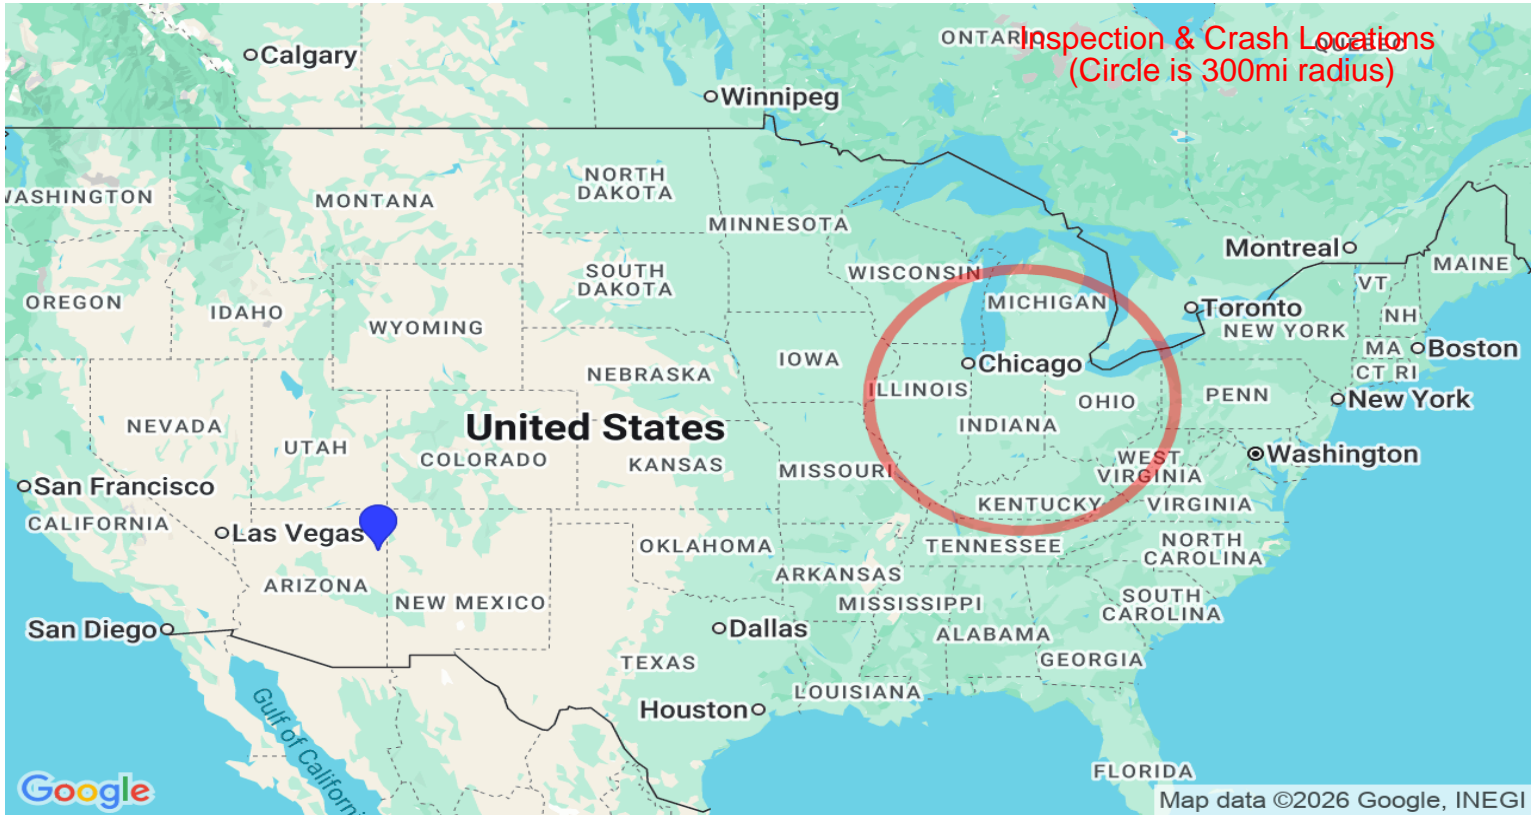 Inspection & Crash Locations
(Circle is 300mi radius)
ONTARIO
QUEBEC
Calgary
Winnipeg
WASHINGTON
MONTANA
NORTH
DAKOTA
MINNESOTA
Montreal
MAINE
OREGON
IDAHO
WYOMING
SOUTH
DAKOTA
WISCONSIN
MICHIGAN
Toronto
VT
NH
NEW YORK
MA
Boston
CT RI
IOWA
Chicago
NEBRASKA
ILLINOIS
OHIO
PENN
New York
NEVADA
UTAH
United States
COLORADO
KANSAS
MISSOURI
INDIANA
WEST
VIRGINIA
Washington
San Francisco
CALIFORNIA
Las Vegas
KENTUCKY
VIRGINIA
ARIZONA
NEW MEXICO
OKLAHOMA
ARKANSAS
TENNESSEE
NORTH
CAROLINA
MISSISSIPPI
SOUTH
CAROLINA
San Diego
Dallas
ALABAMA
GEORGIA
TEXAS
LOUISIANA
Houston
Gulf of California
FLORIDA
Google
Map data ©2026 Google, INEGI